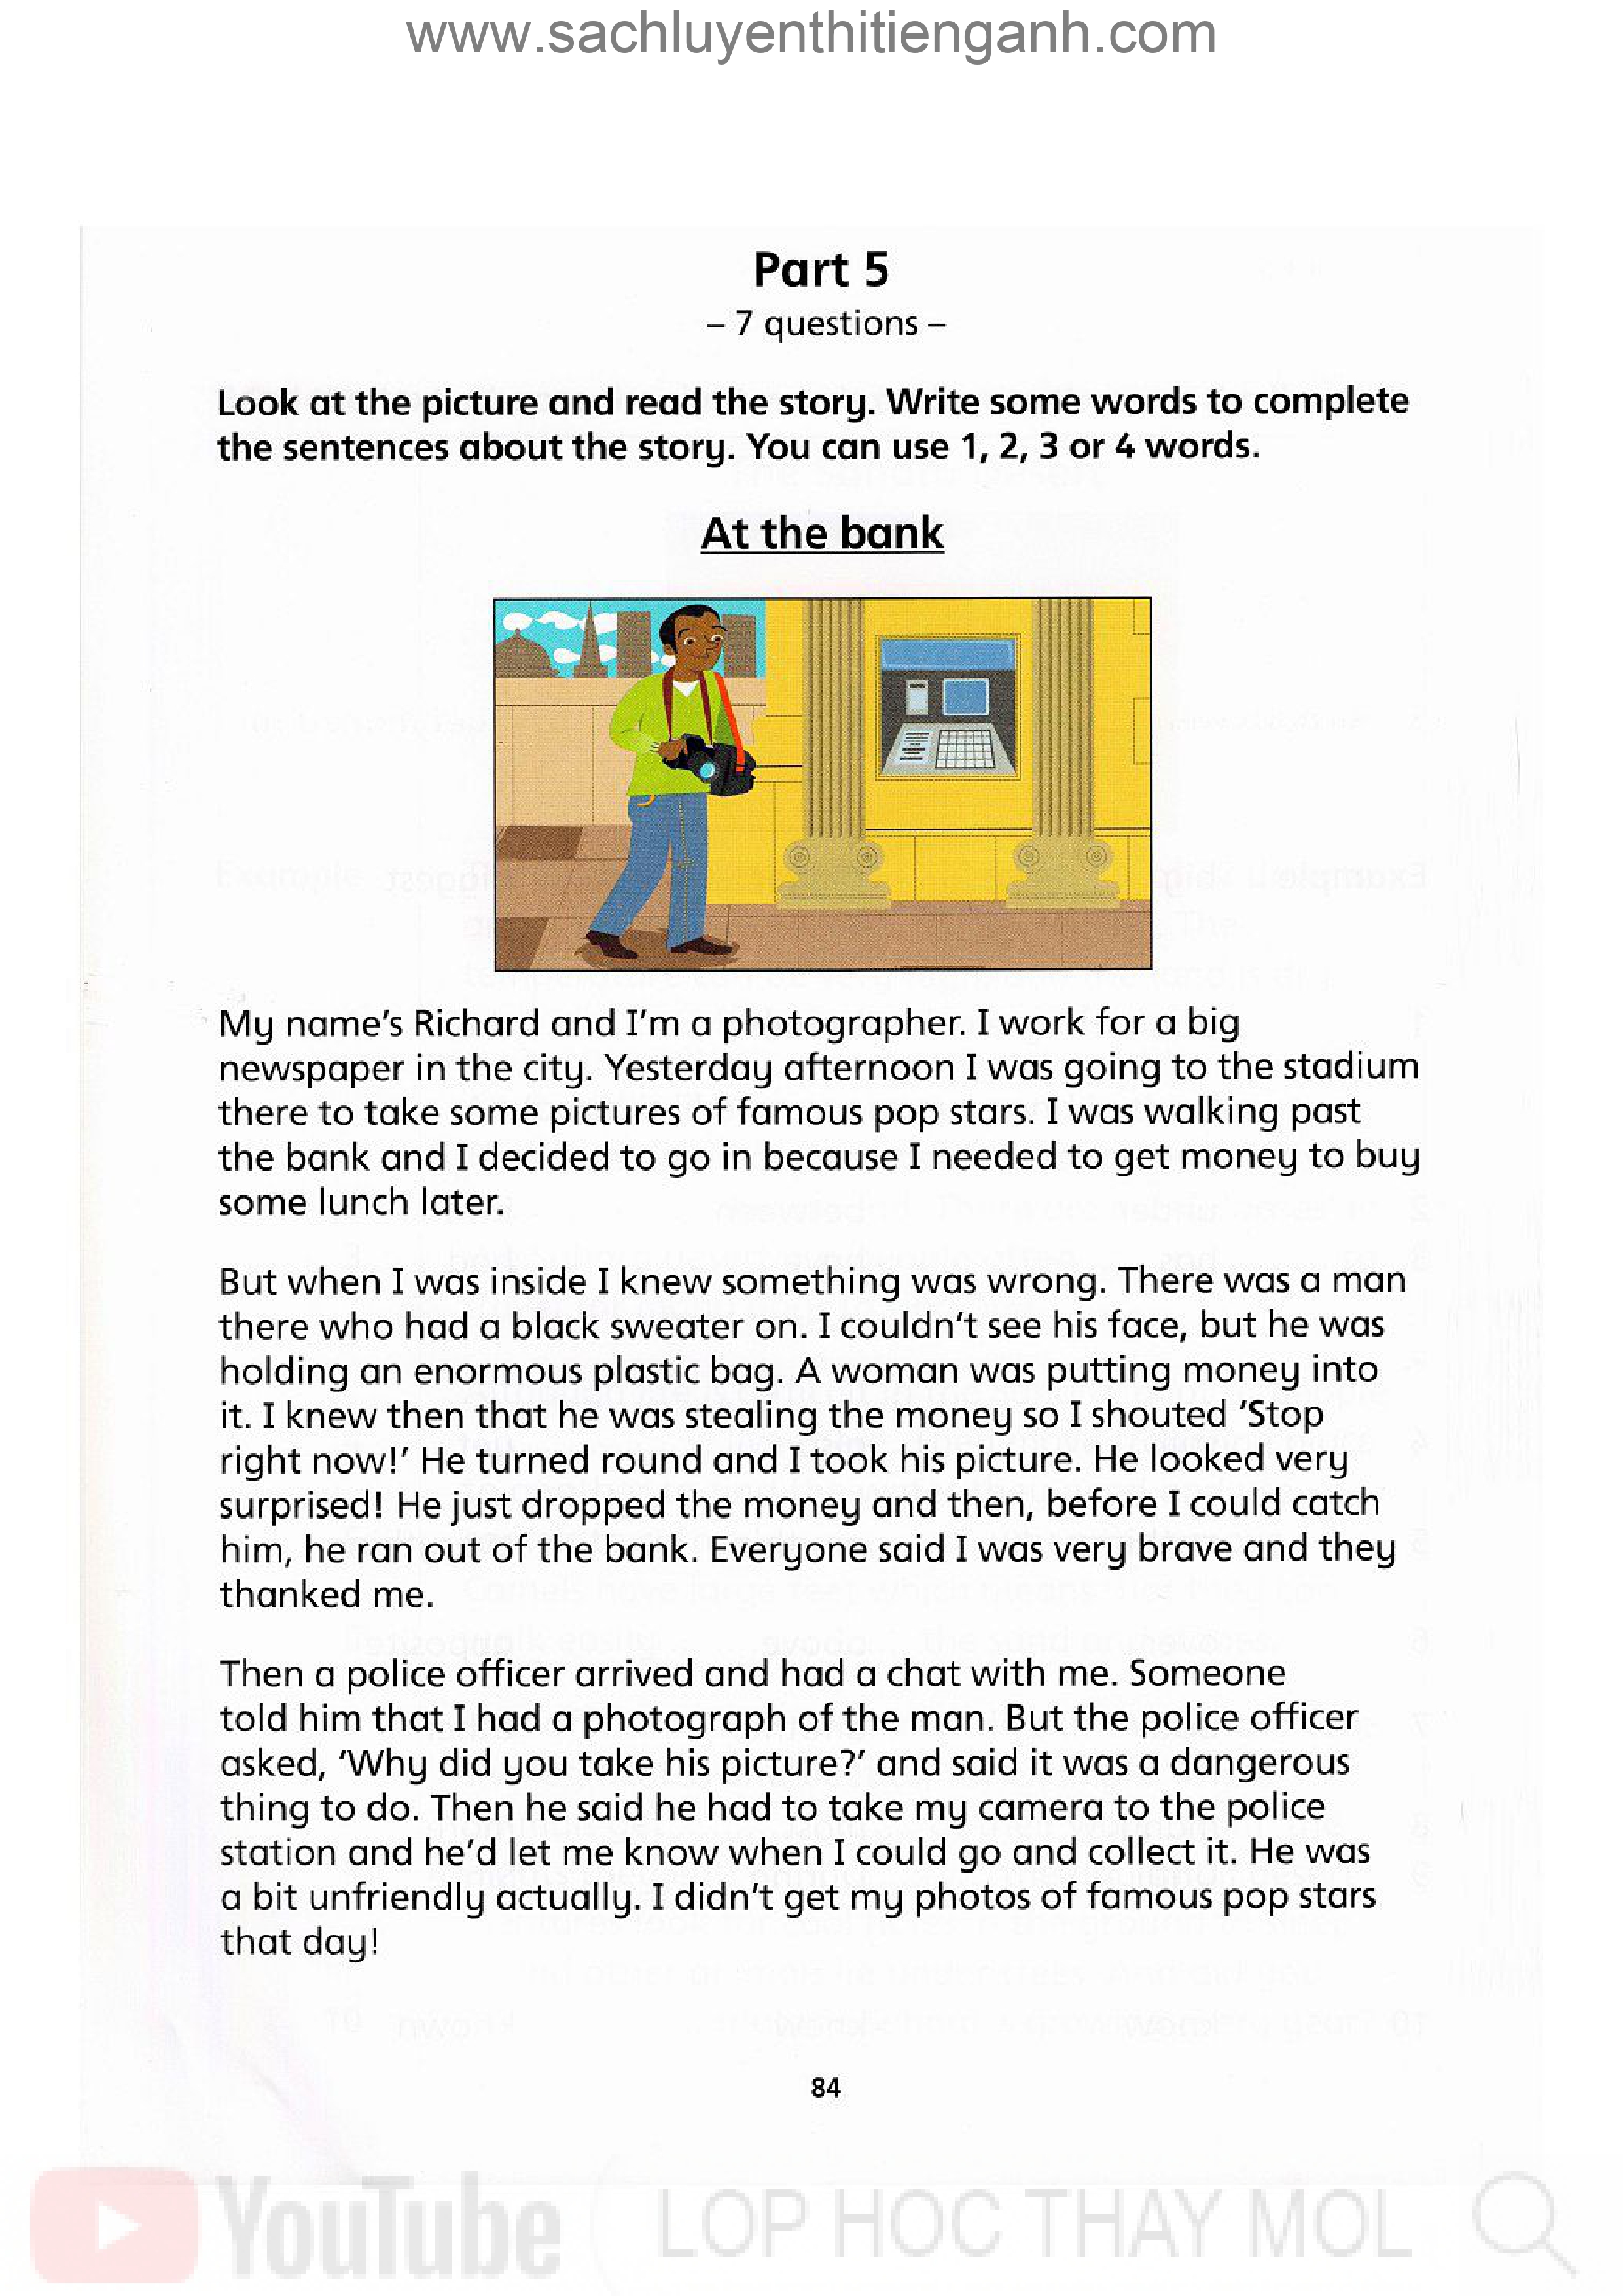 www.sachluyenthitienganh.com
Part 5
– 7 questions –
Look at the picture and read the story. Write some words to complete
the sentences about the story. You can use 1, 2, 3 or 4 words.
At the bank
My name's Richard and I'm a photographer. I work for a big
newspaper in the city. Yesterday afternoon I was going to the stadium
there to take some pictures of famous pop stars. I was walking past
the bank and I decided to go in because I needed to get money to buy
some lunch later.
But when I was inside I knew something was wrong. There was a man
there who had a black sweater on. I couldn't see his face, but he was
holding an enormous plastic bag. A woman was putting money into
it. I knew then that he was stealing the money so I shouted 'Stop
right now!' He turned round and I took his picture. He looked very
surprised! He just dropped the money and then, before I could catch
him, he ran out of the bank. Everyone said I was very brave and they
thanked me.
Then a police officer arrived and had a chat with me. Someone
told him that I had a photograph of the man. But the police officer
asked, 'Why did you take his picture?' and said it was a dangerous
thing to do. Then he said he had to take my camera to the police
station and he'd let me know when I could go and collect it. He was
a bit unfriendly actually. I didn't get my photos of famous pop stars
that day!
84
YouTube LOP HOC THAY MOL